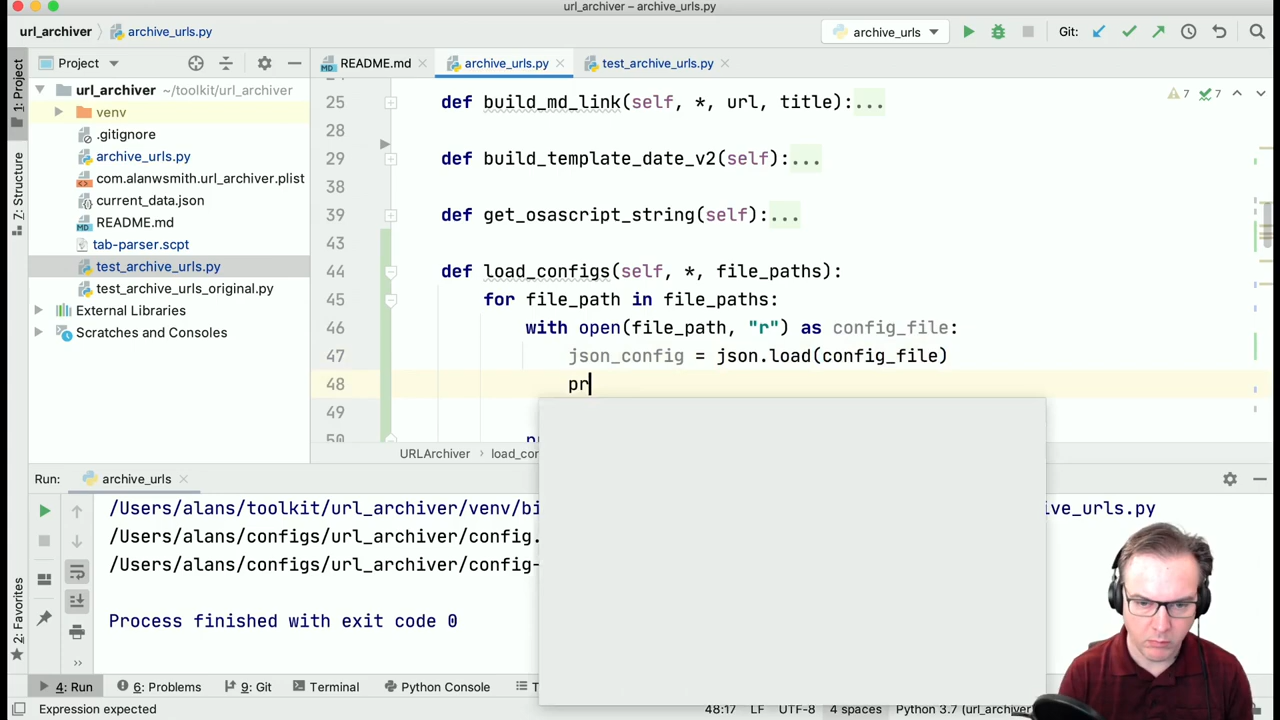 url_archiver – archive_urls.py
url_archiver archive_urls.py archive_urls Git:
1: Project Project README.md archive_urls.py test_archive_urls.py
url_archiver ~/toolkit/url_archiver
venv
.gitignore
archive_urls.py
com.alanwsmith.url_archiver.plist
current_data.json
README.md
tab-parser.scpt
test_archive_urls.py
test_archive_urls_original.py
External Libraries
Scratches and Consoles
7: Structure
25 def build_md_link(self, *, url, title):...
28
29 def build_template_date_v2(self):...
38
39 def get_osascript_string(self):...
43
44 def load_configs(self, *, file_paths):
45 for file_path in file_paths:
46 with open(file_path, "r") as config_file:
47 json_config = json.load(config_file)
48 pr
49
50
7 7
URLArchiver › load_con
Run: archive_urls
/Users/alans/toolkit/url_archiver/venv/bi ive_urls.py
/Users/alans/configs/url_archiver/config.
/Users/alans/configs/url_archiver/config-
Process finished with exit code 0
2: Favorites
4: Run 6: Problems 9: Git Terminal Python Console T
Expression expected 48:17 LF UTF-8 4 spaces Python 3.7 (url_archiver